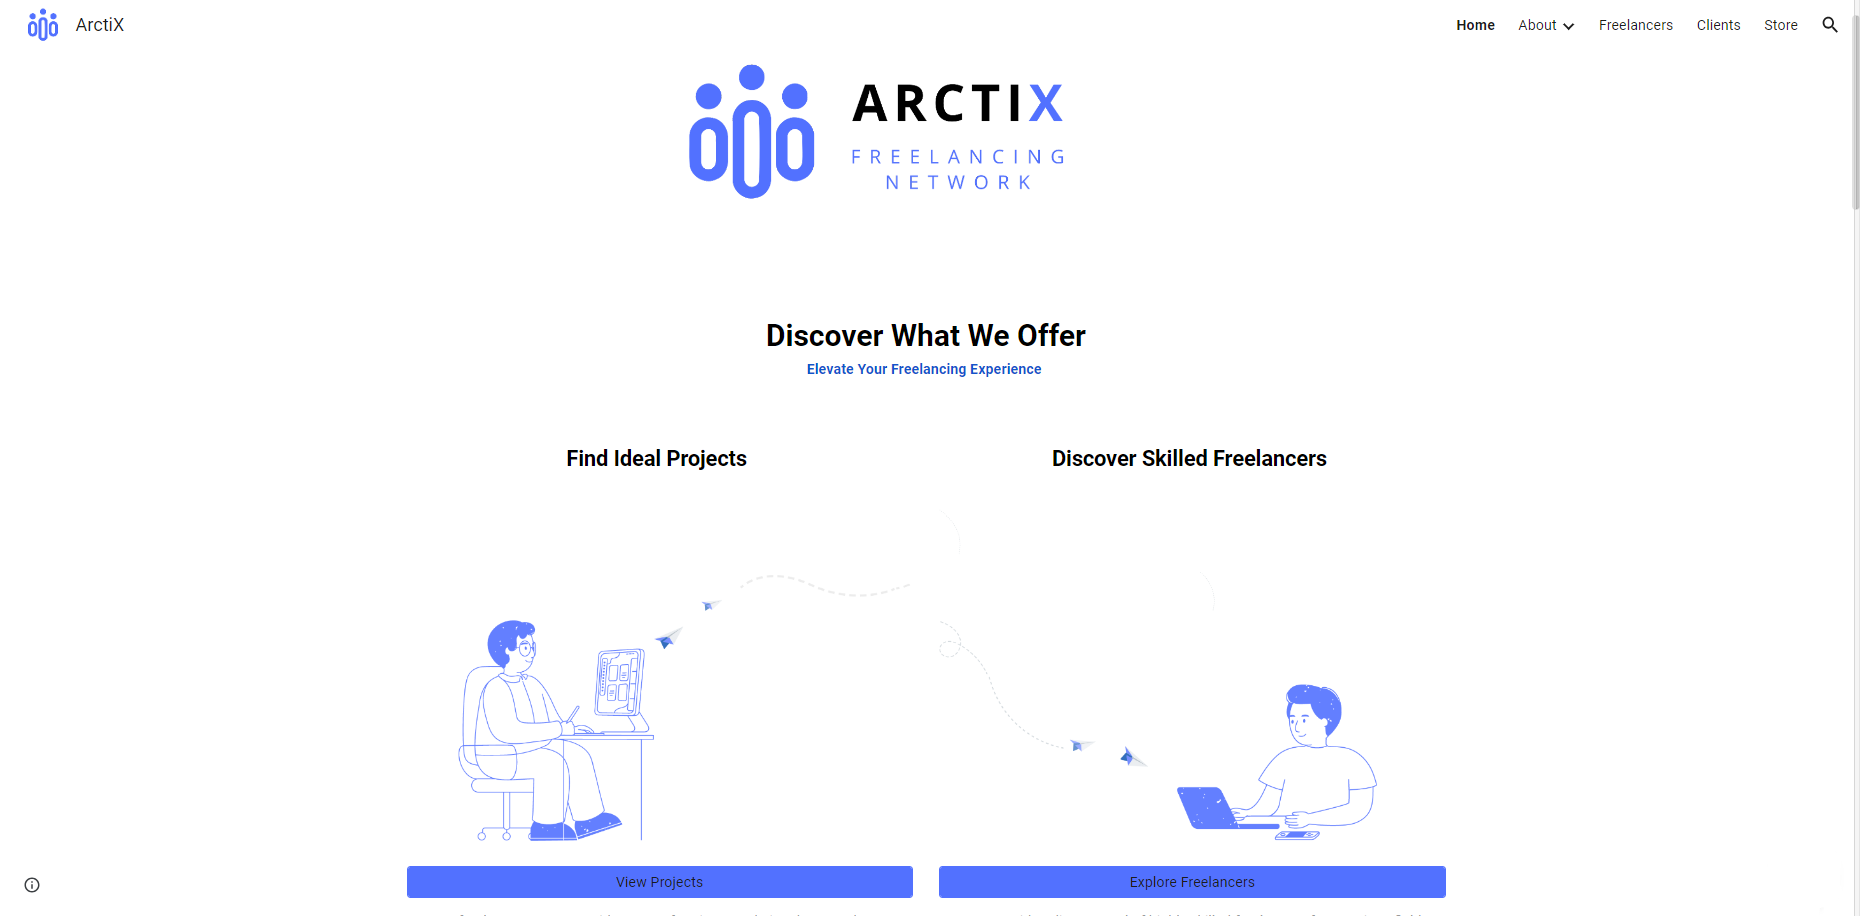 ArctiX
Home
About
Freelancers
Clients
Store
ARCTIX
FREELANCING
NETWORK
Discover What We Offer
Elevate Your Freelancing Experience
Find Ideal Projects
Discover Skilled Freelancers
View Projects
Explore Freelancers